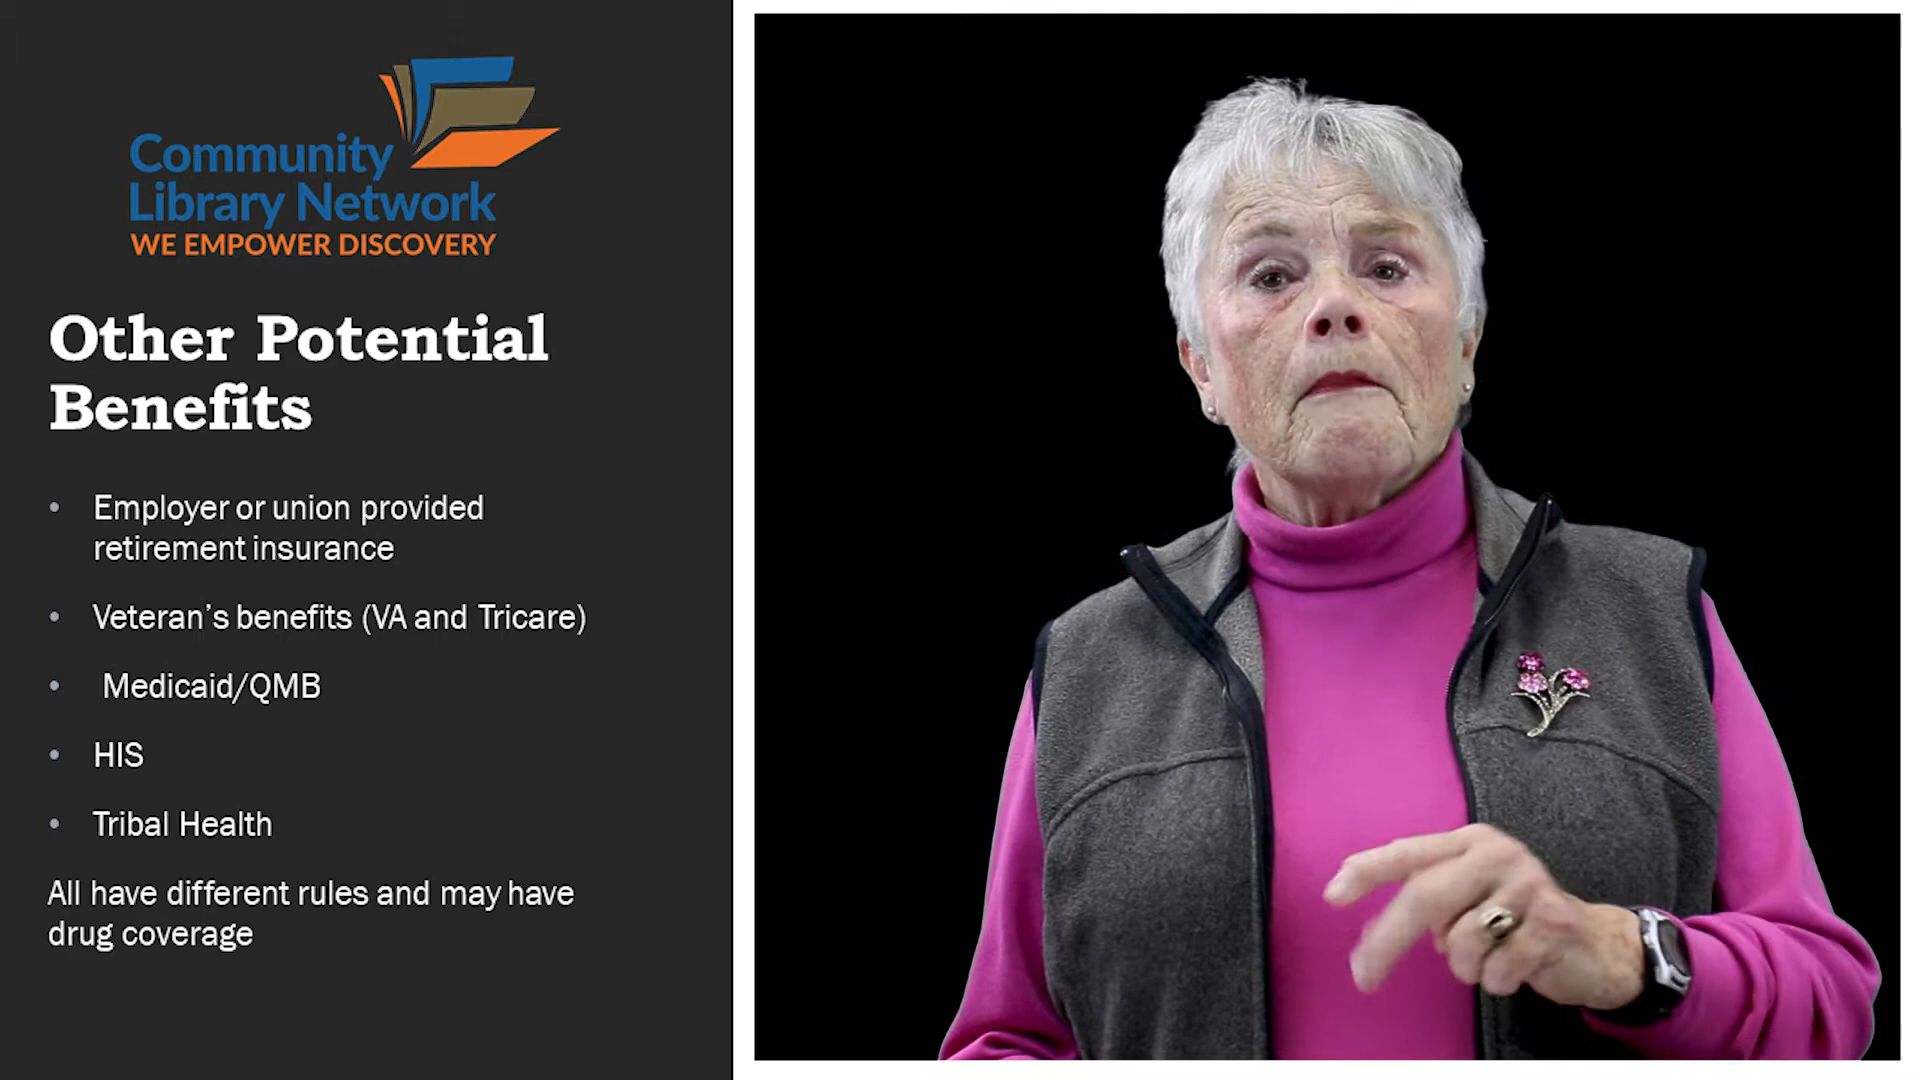 Community
Library Network
WE EMPOWER DISCOVERY
Other Potential
Benefits
• Employer or union provided
retirement insurance
• Veteran's benefits (VA and Tricare)
• Medicaid/QMB
• HIS
• Tribal Health
All have different rules and may have
drug coverage